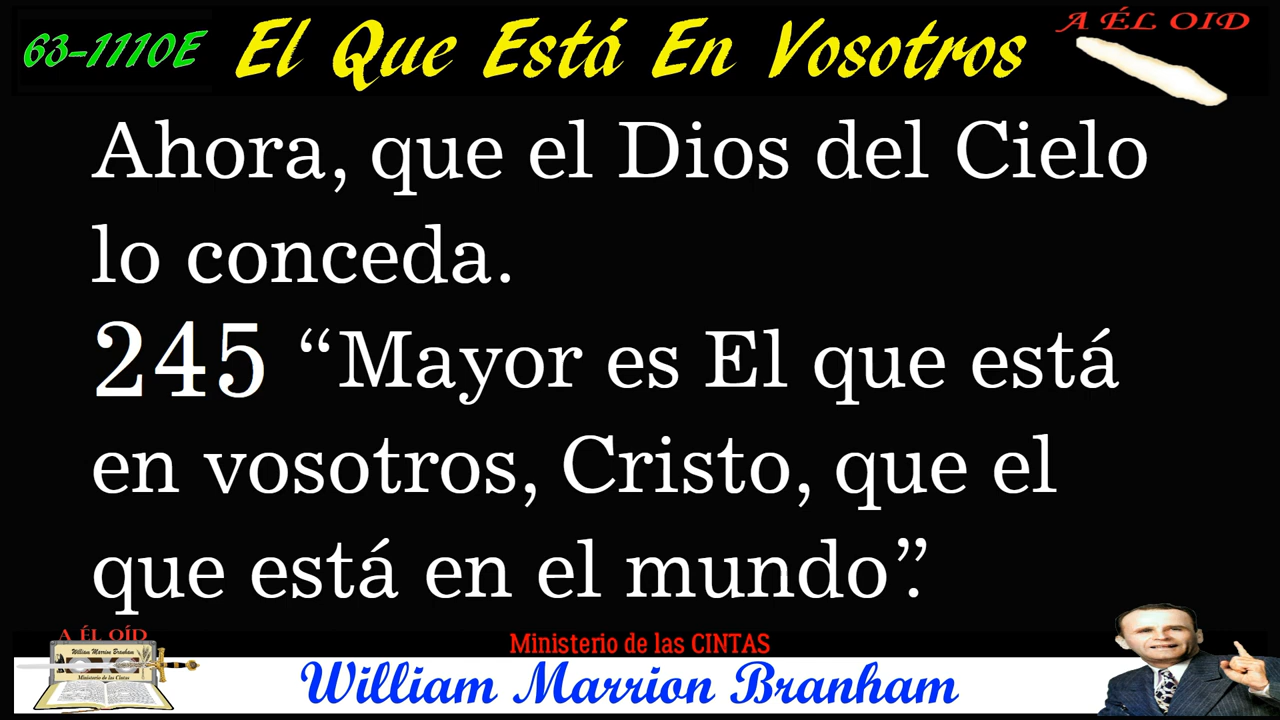 63-1110E El Que Está En Vosotros
A ÉL OID
Ahora, que el Dios del Cielo
lo conceda.
245 “Mayor es El que está
en vosotros, Cristo, que el
que está en el mundo”.
A ÉL OÍD
William Marrion Branham
Ministerio de las Cintas
Ministerio de las CINTAS
William Marrion Branham